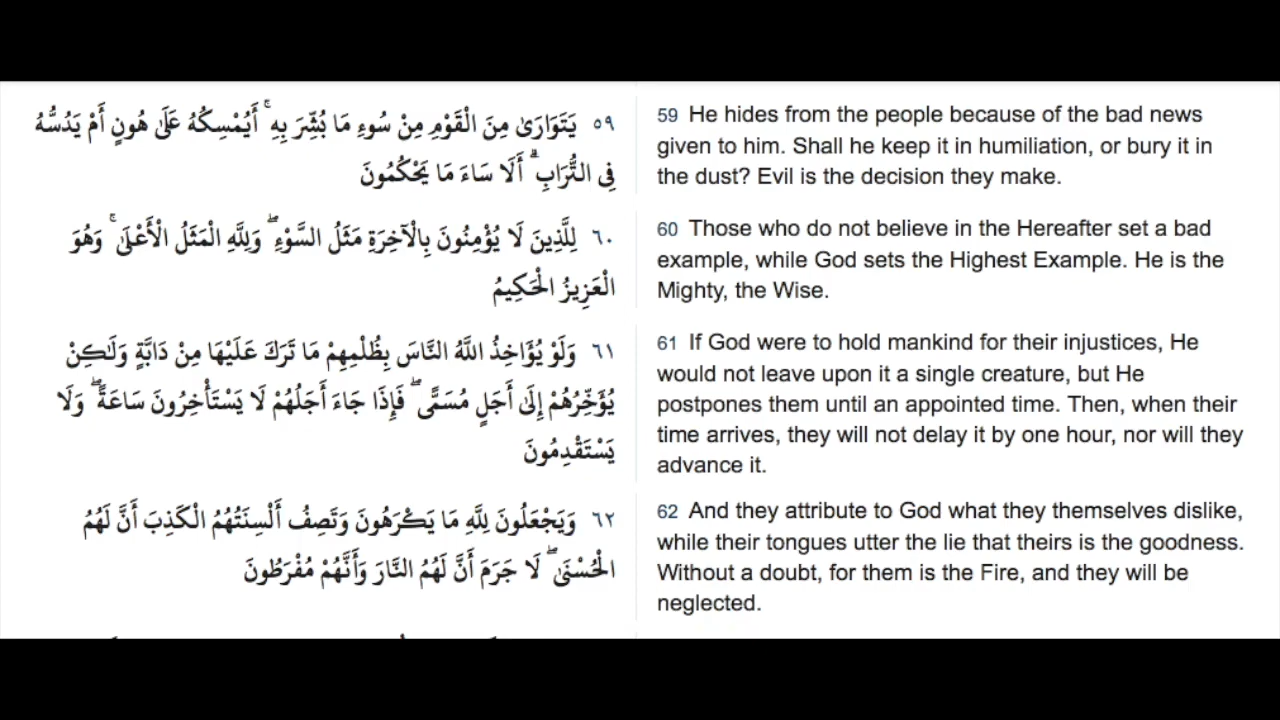 ٥٩ يَتَوَارَىٰ مِنَ الْقَوْمِ مِنْ سُوءِ مَا بُشِّرَ بِهِ ۚ أَيُمْسِكُهُ عَلَىٰ هُونٍ أَمْ يَدُسُّهُ
فِي التُّرَابِ ۗ أَلَا سَاءَ مَا يَحْكُمُونَ
59 He hides from the people because of the bad news
given to him. Shall he keep it in humiliation, or bury it in
the dust? Evil is the decision they make.
٦٠ لِلَّذِينَ لَا يُؤْمِنُونَ بِالْآخِرَةِ مَثَلُ السَّوْءِ ۖ وَلِلَّهِ الْمَثَلُ الْأَعْلَىٰ ۚ وَهُوَ
الْعَزِيزُ الْحَكِيمُ
60 Those who do not believe in the Hereafter set a bad
example, while God sets the Highest Example. He is the
Mighty, the Wise.
٦١ وَلَوْ يُؤَاخِذُ اللَّهُ النَّاسَ بِظُلْمِهِمْ مَا تَرَكَ عَلَيْهَا مِنْ دَابَّةٍ وَلَٰكِنْ
يُؤَخِّرُهُمْ إِلَىٰ أَجَلٍ مُسَمًّى ۖ فَإِذَا جَاءَ أَجَلُهُمْ لَا يَسْتَأْخِرُونَ سَاعَةً ۖ وَلَا
يَسْتَقْدِمُونَ
61 If God were to hold mankind for their injustices, He
would not leave upon it a single creature, but He
postpones them until an appointed time. Then, when their
time arrives, they will not delay it by one hour, nor will they
advance it.
٦٢ وَيَجْعَلُونَ لِلَّهِ مَا يَكْرَهُونَ وَتَصِفُ أَلْسِنَتُهُمُ الْكَذِبَ أَنَّ لَهُمُ
الْحُسْنَىٰ ۖ لَا جَرَمَ أَنَّ لَهُمُ النَّارَ وَأَنَّهُمْ مُفْرَطُونَ
62 And they attribute to God what they themselves dislike,
while their tongues utter the lie that theirs is the goodness.
Without a doubt, for them is the Fire, and they will be
neglected.